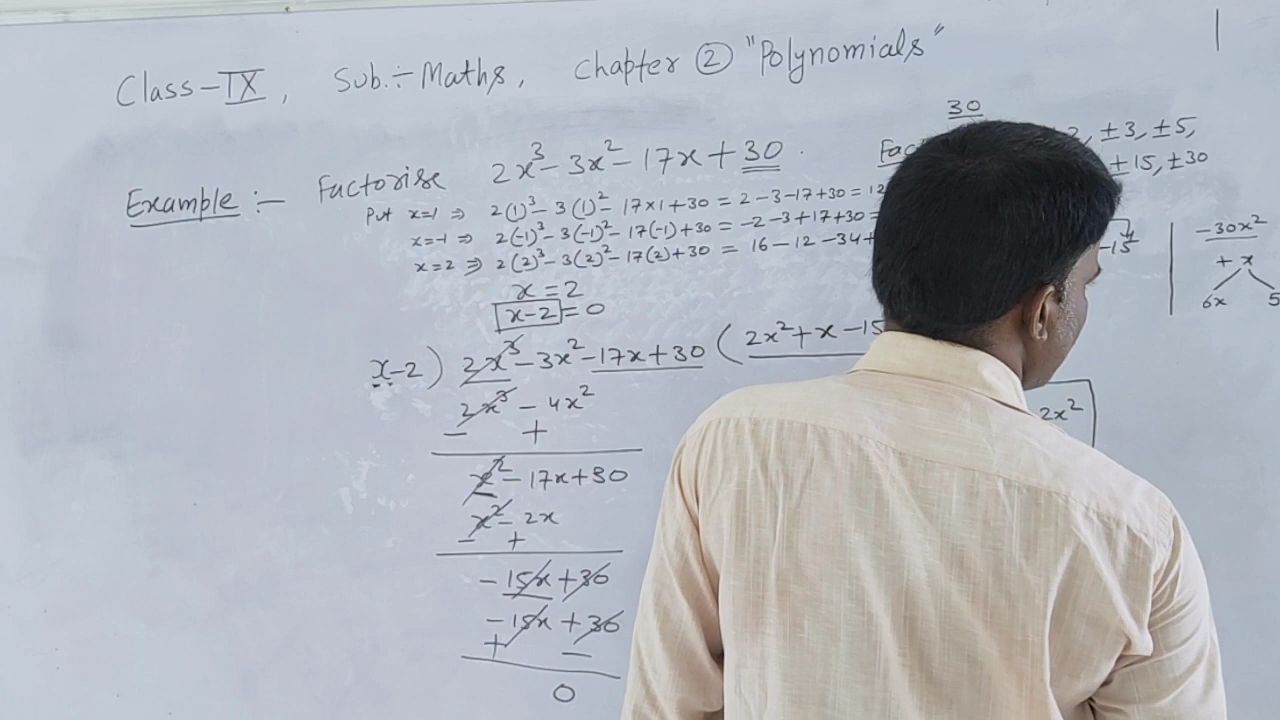 Class-IX, Sub.:- Maths, Chapter ② "Polynomials"
Example :- Factorise 2x³ - 3x² - 17x + 30.
30
±3, ±5,
±15, ±30
Put x=1 ⇒ 2(1)³ - 3(1)² - 17×1 + 30 = 2 - 3 - 17 + 30 = 12
x=-1 ⇒ 2(-1)³ - 3(-1)² - 17(-1) + 30 = -2 - 3 + 17 + 30 =
x=2 ⇒ 2(2)³ - 3(2)² - 17(2) + 30 = 16 - 12 - 34 +
x = 2
x-2 = 0
x-2) 2x³ - 3x² - 17x + 30 (2x² + x - 15
2x³ - 4x²
- +
x² - 17x + 30
x² - 2x
- +
-15x + 30
-15x + 30
+ -
0
2x²
-15
-30x²
+ x
6x 5